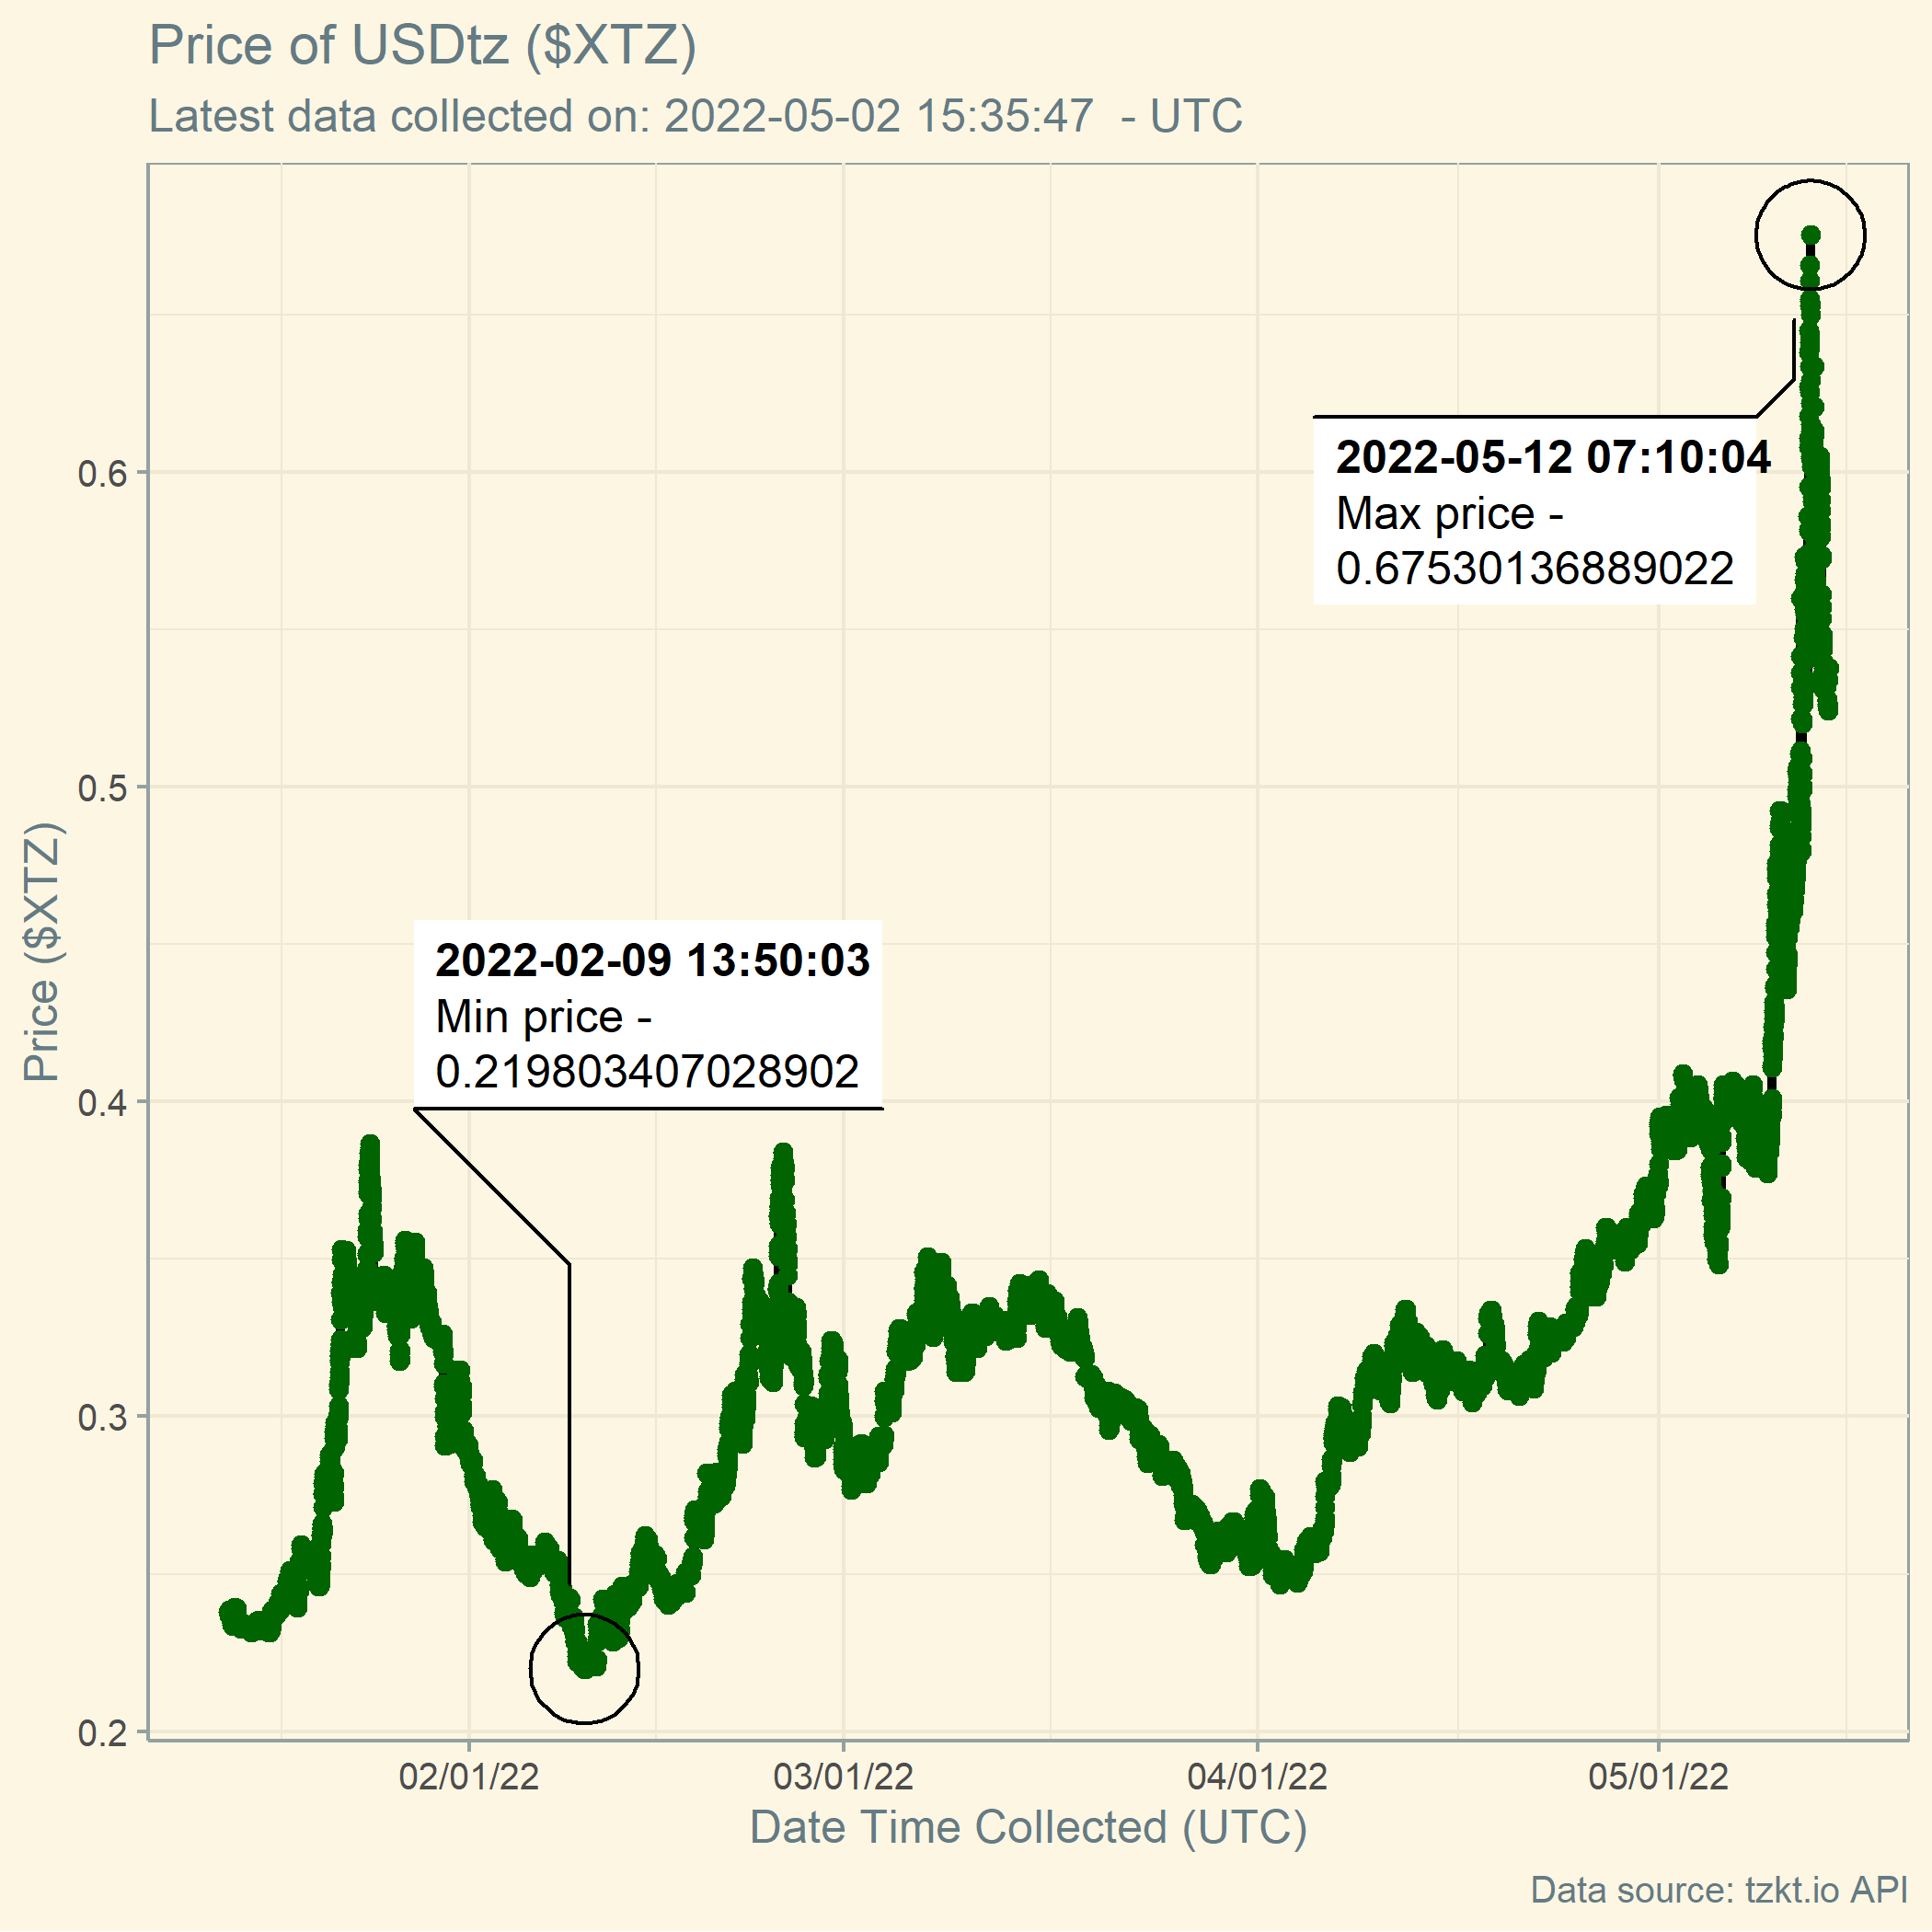 Price of USDtz ($XTZ)
Latest data collected on: 2022-05-02 15:35:47  - UTC
2022-05-12 07:10:04
Max price -
0.67530136889022
2022-02-09 13:50:03
Min price -
0.219803407028902
Price ($XTZ)
0.6
0.5
0.4
0.3
0.2
02/01/22 03/01/22 04/01/22 05/01/22
Date Time Collected (UTC)
Data source: tzkt.io API